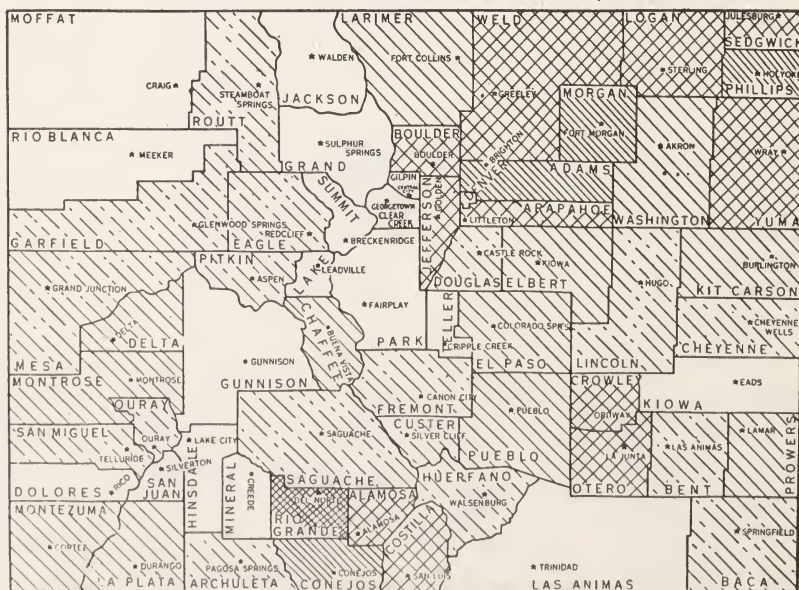 MOFFAT
LARIMER
WELD
LOGAN
JULESBURG
SEDGWICK
WALDEN
FORT COLLINS
STERLING
HOLYOKE
CRAIG
STEAMBOAT
SPRINGS
JACKSON
GREELEY
MORGAN
PHILLIPS
ROUTT
RIO BLANCA
MEEKER
SULPHUR
SPRINGS
BOULDER
BOULDER
FORT MORGAN
AKRON
WRAY
GRAND
GILPIN
CENTRAL
CITY
BRIGHTON
ADAMS
DENVER
SUMMIT
GEORGETOWN
CLEAR
CREEK
JEFFERSON
GOLDEN
LITTLETON
ARAPAHOE
WASHINGTON
YUMA
GLENWOOD SPRINGS
REDCLIFF
GARFIELD
EAGLE
BRECKENRIDGE
CASTLE ROCK
KIOWA
BURLINGTON
PITKIN
LAKE
LEADVILLE
DOUGLAS
ELBERT
HUGO
KIT CARSON
GRAND JUNCTION
ASPEN
FAIRPLAY
TELLER
DELTA
DELTA
CHAFFEE
BUENA VISTA
COLORADO SPGS
CHEYENNE
WELLS
CRIPPLE CREEK
MESA
GUNNISON
PARK
EL PASO
LINCOLN
CHEYENNE
MONTROSE
MONTROSE
GUNNISON
CROWLEY
EADS
OURAY
CANON CITY
FREMONT
PUEBLO
ORDWAY
KIOWA
SAN MIGUEL
OURAY
LAKE CITY
SAGUACHE
CUSTER
SILVER CLIFF
LA JUNTA
LAS ANIMAS
LAMAR
PROWERS
TELLURIDE
SILVERTON
PUEBLO
DOLORES
RICO
SAN
JUAN
HINSDALE
MINERAL
CREEDE
SAGUACHE
HUERFANO
OTERO
BENT
MONTEZUMA
DEL NORTE
ALAMOSA
WALSENBURG
RIO
GRANDE
ALAMOSA
COSTILLA
SPRINGFIELD
CORTEZ
DURANGO
PAGOSA SPRINGS
CONEJOS
SAN LUIS
TRINIDAD
LA PLATA
ARCHULETA
CONEJOS
LAS ANIMAS
BACA